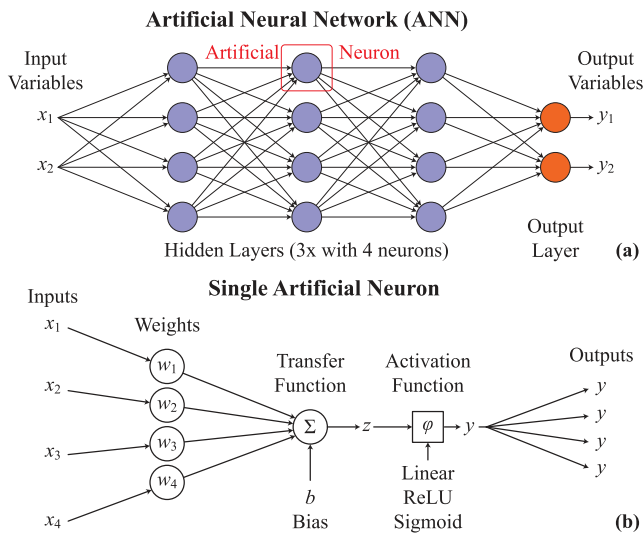 Artificial Neural Network (ANN)
Input
Variables
Artificial Neuron
Output
Variables
x₁
x₂
y₁
y₂
Hidden Layers (3x with 4 neurons)
Output
Layer
(a)
Single Artificial Neuron
Inputs
x₁
x₂
x₃
x₄
Weights
w₁
w₂
w₃
w₄
Transfer
Function
Σ
z
b
Bias
Activation
Function
φ
y
Linear
ReLU
Sigmoid
Outputs
y
y
y
y
(b)